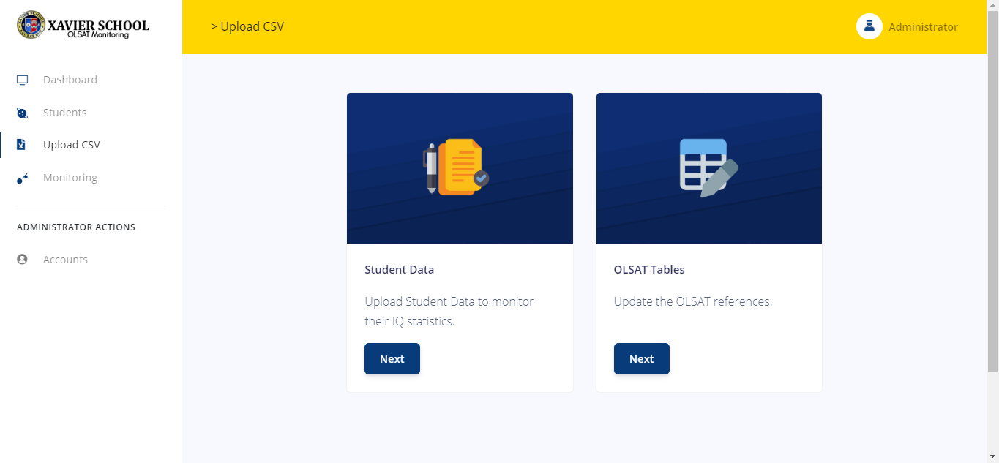 XAVIER SCHOOL
OLSAT Monitoring
> Upload CSV
Administrator
Dashboard
Students
Upload CSV
Monitoring
ADMINISTRATOR ACTIONS
Accounts
Student Data
Upload Student Data to monitor
their IQ statistics.
Next
OLSAT Tables
Update the OLSAT references.
Next